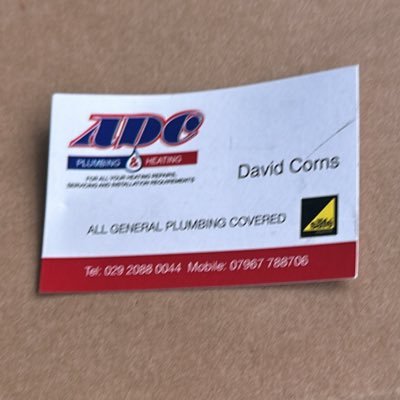 ADC
PLUMBING & HEATING
FOR ALL YOUR HEATING REPAIRS,
SERVICING AND INSTALLATION REQUIREMENTS
David Corns
ALL GENERAL PLUMBING COVERED
Tel: 029 2088 0044 Mobile: 07967 788706